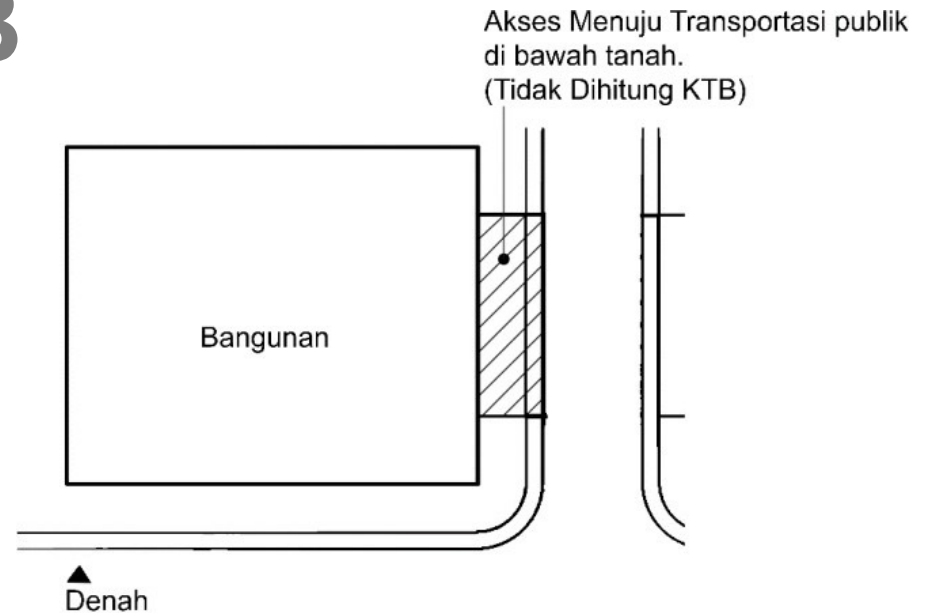 Akses Menuju Transportasi publik
di bawah tanah.
(Tidak Dihitung KTB)
Bangunan
Denah